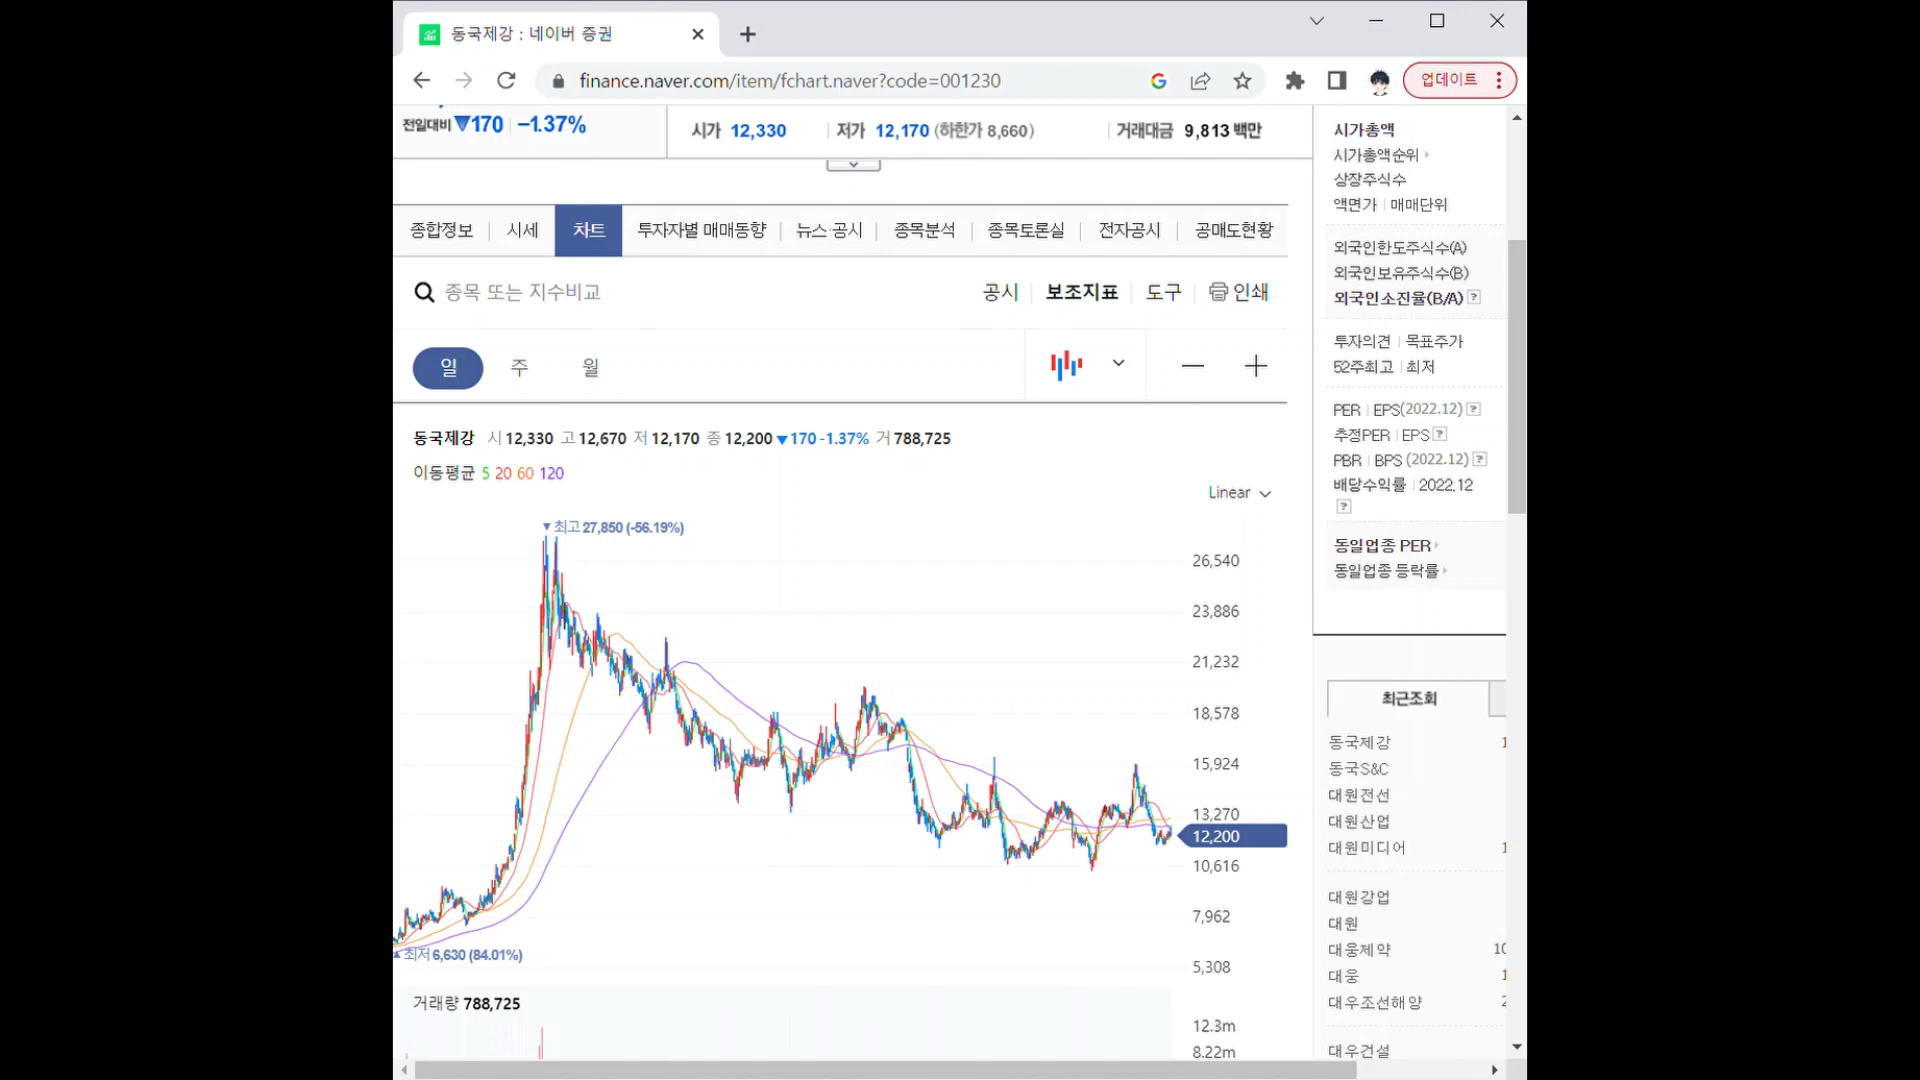 동국제강 : 네이버 증권
finance.naver.com/item/fchart.naver?code=001230
업데이트
전일대비 ▼170 −1.37%
시가 12,330 저가 12,170 (하한가 8,660) 거래대금 9,813 백만
종합정보 시세 차트 투자자별 매매동향 뉴스·공시 종목분석 종목토론실 전자공시 공매도현황
종목 또는 지수비교
공시 보조지표 도구 인쇄
일 주 월
동국제강 시 12,330 고 12,670 저 12,170 종 12,200 ▼170 -1.37% 거 788,725
이동평균 5 20 60 120
Linear
▼최고 27,850 (-56.19%)
26,540
23,886
21,232
18,578
15,924
13,270
12,200
10,616
7,962
5,308
▲최저 6,630 (84.01%)
거래량 788,725
12.3m
8.22m
시가총액
시가총액순위
상장주식수
액면가 매매단위
외국인한도주식수(A)
외국인보유주식수(B)
외국인소진율(B/A) ?
투자의견 목표주가
52주최고 최저
PER EPS(2022.12) ?
추정PER EPS ?
PBR BPS (2022.12) ?
배당수익률 2022.12
?
동일업종 PER
동일업종 등락률
최근조회
동국제강 1
동국S&C
대원전선
대원산업
대원미디어 1
대원강업
대원
대웅제약 10
대웅 1
대우조선해양 2
대우건설